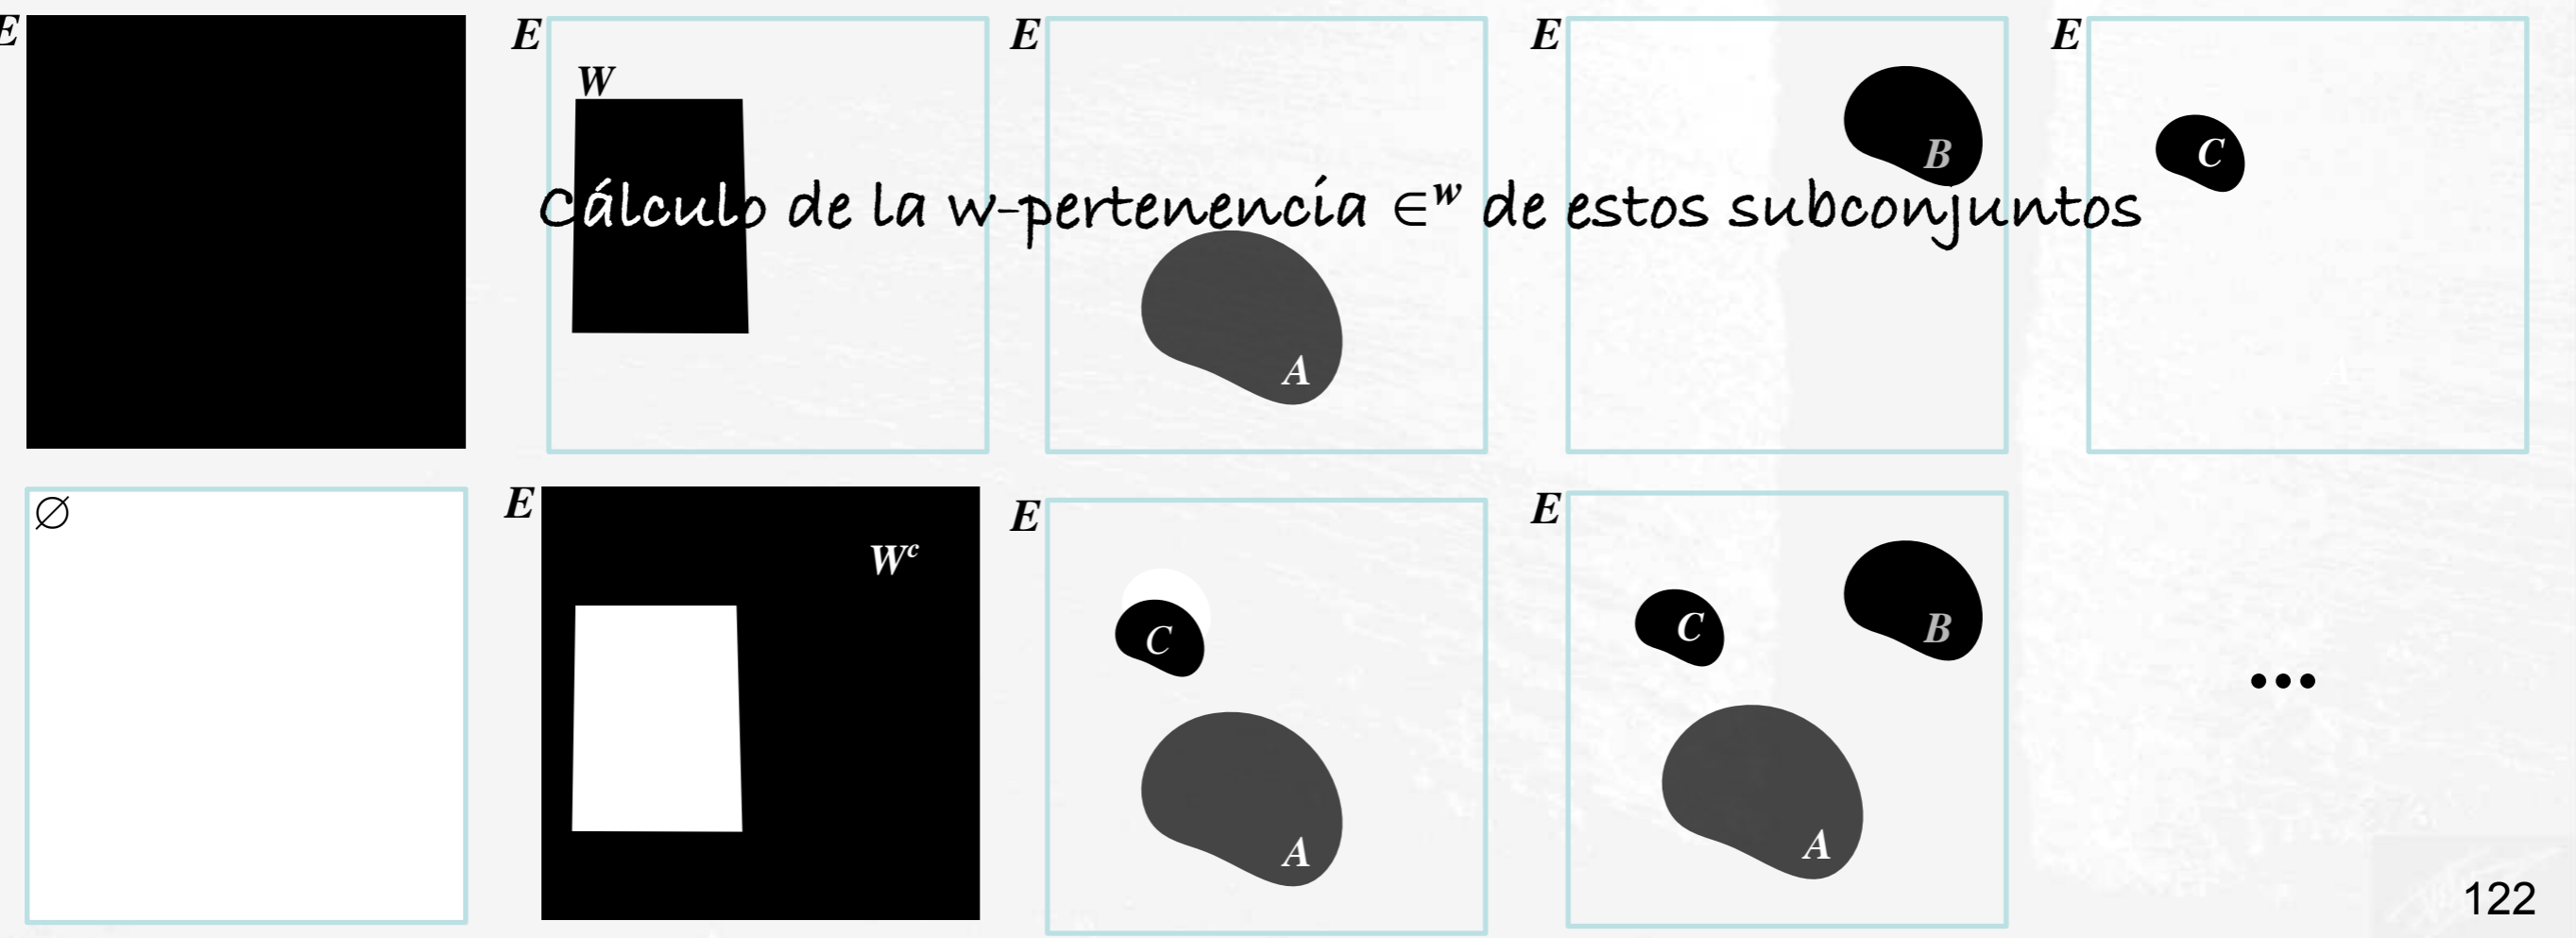 E E E E E
W
B
C
Cálculo de la w-pertenencia ∈ʷ de estos subconjuntos
A
A
∅ E E E
Wᶜ
C C B
A A
122